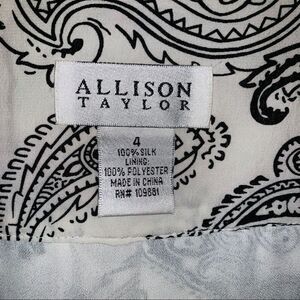 ALLISON
TAYLOR
4
100% SILK
LINING:
100% POLYESTER
MADE IN CHINA
RN# 109881